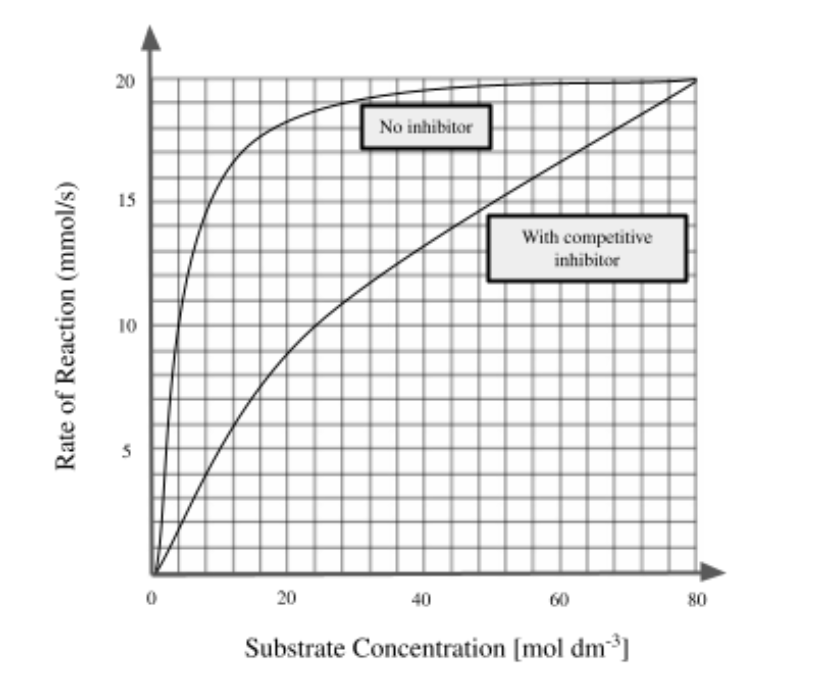 20
No inhibitor
15
With competitive
inhibitor
10
5
Rate of Reaction (mmol/s)
0 20 40 60 80
Substrate Concentration [mol dm⁻³]